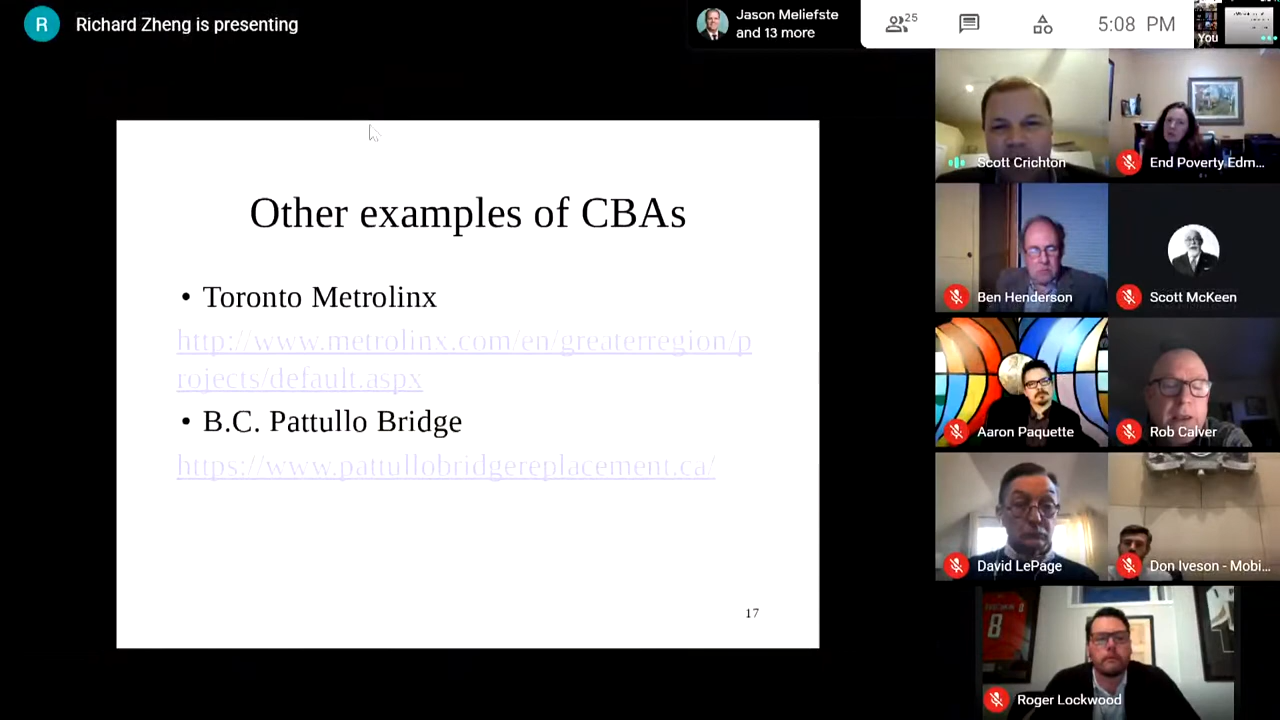 R
Richard Zheng is presenting
Jason Meliefste
and 13 more
25
5:08 PM
You
Other examples of CBAs
• Toronto Metrolinx
http://www.metrolinx.com/en/greaterregion/p
rojects/default.aspx
• B.C. Pattullo Bridge
https://www.pattullobridgereplacement.ca/
17
Scott Crichton
End Poverty Edm...
Ben Henderson
Scott McKeen
Aaron Paquette
Rob Calver
David LePage
Don Iveson - Mobi...
8
Roger Lockwood